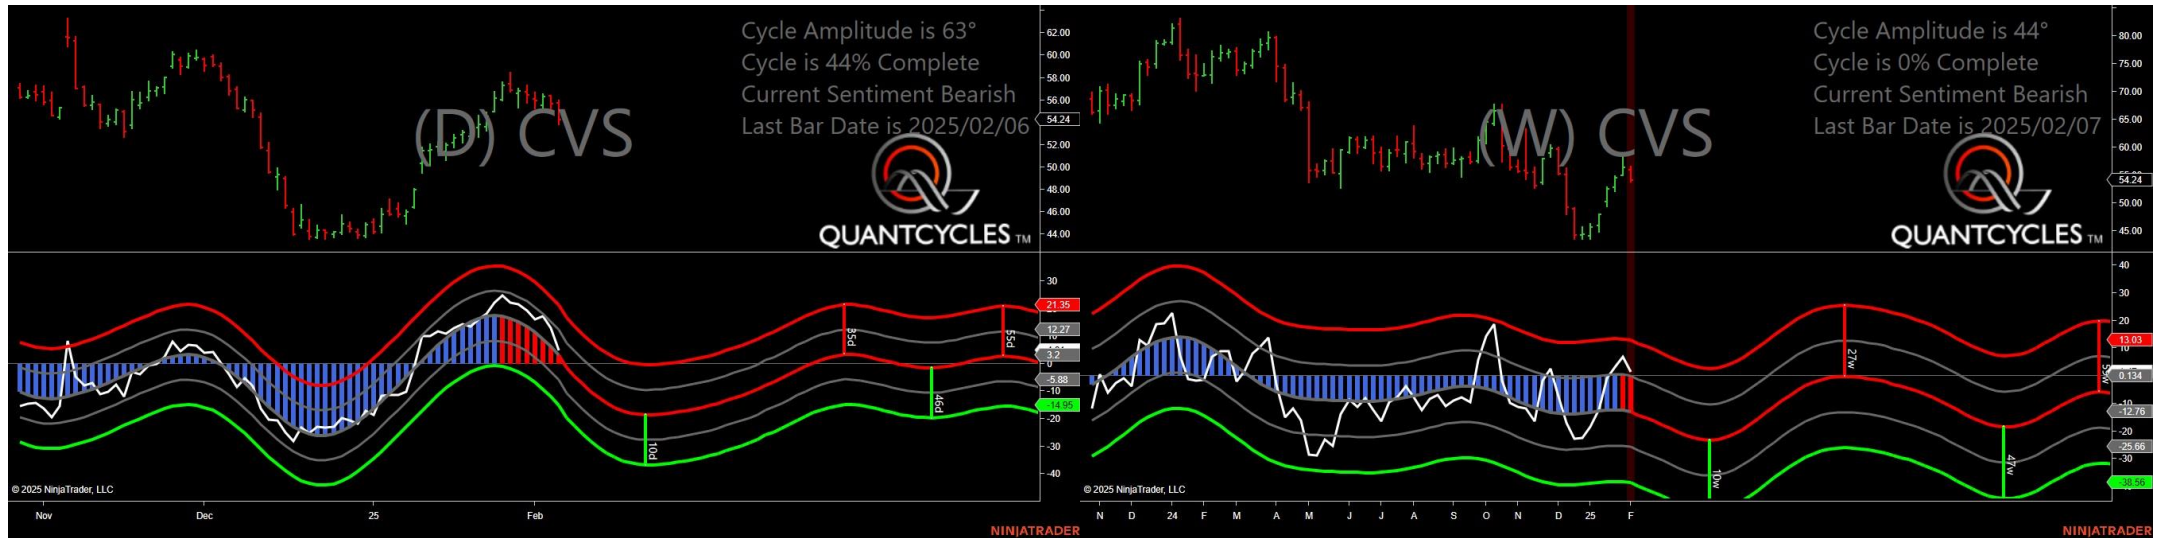 Cycle Amplitude is 63°
Cycle is 44% Complete
Current Sentiment Bearish
Last Bar Date is 2025/02/06
(D) CVS
QUANTCYCLES TM
62.00
60.00
58.00
56.00
54.24
52.00
50.00
48.00
46.00
44.00
30
21.35
12.27
3.2
0
-5.88
-10
-14.95
-20
-30
-40
10d
35d
46d
55d
© 2025 NinjaTrader, LLC
Nov
Dec
25
Feb
NINJATRADER
Cycle Amplitude is 44°
Cycle is 0% Complete
Current Sentiment Bearish
Last Bar Date is 2025/02/07
(W) CVS
QUANTCYCLES TM
80.00
75.00
70.00
65.00
60.00
54.24
50.00
45.00
40
30
20
13.03
10
0.134
-10
-12.76
-20
-25.66
-30
-38.56
10w
27w
47w
© 2025 NinjaTrader, LLC
N
D
24
F
M
A
M
J
J
A
S
O
N
D
25
F
NINJATRADER